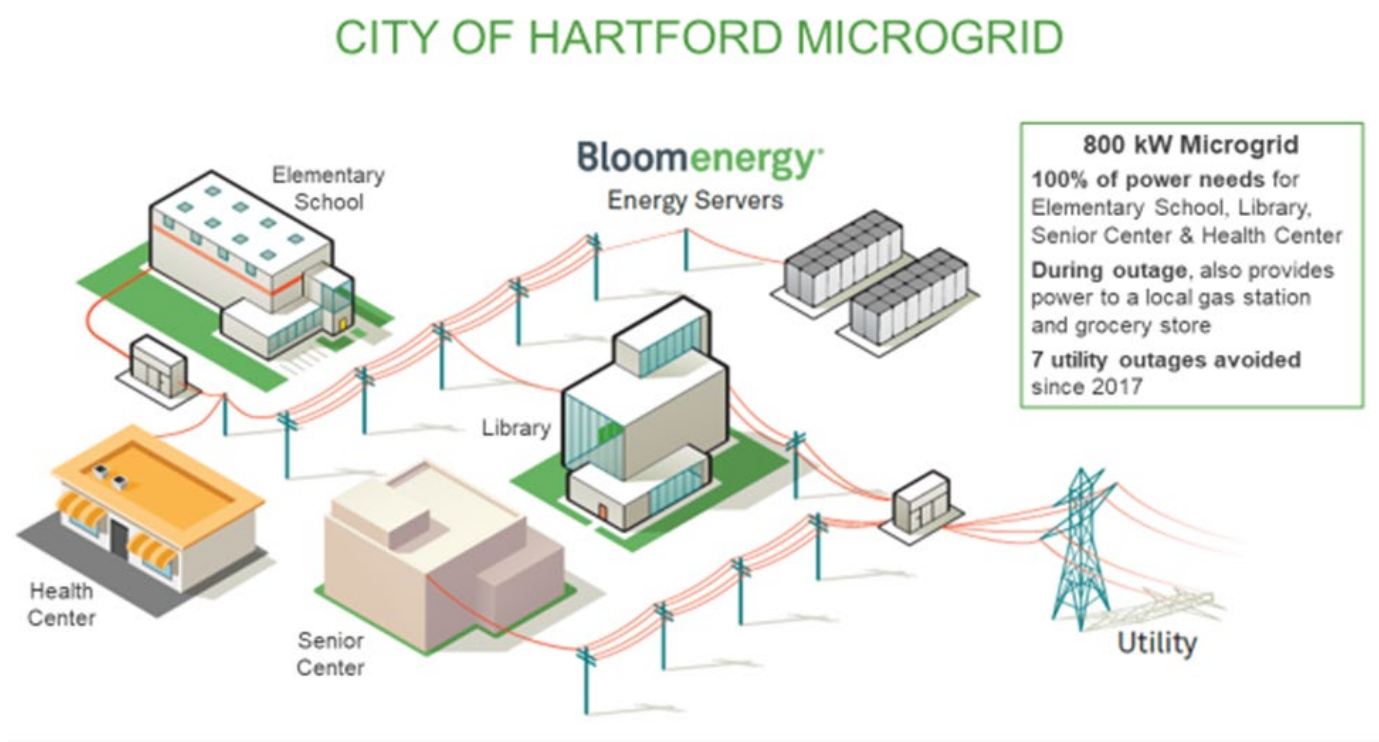 CITY OF HARTFORD MICROGRID
Bloomenergy®
Energy Servers
Elementary
School
800 kW Microgrid
100% of power needs for
Elementary School, Library,
Senior Center & Health Center
During outage, also provides
power to a local gas station
and grocery store
7 utility outages avoided
since 2017
Library
Health
Center
Senior
Center
Utility